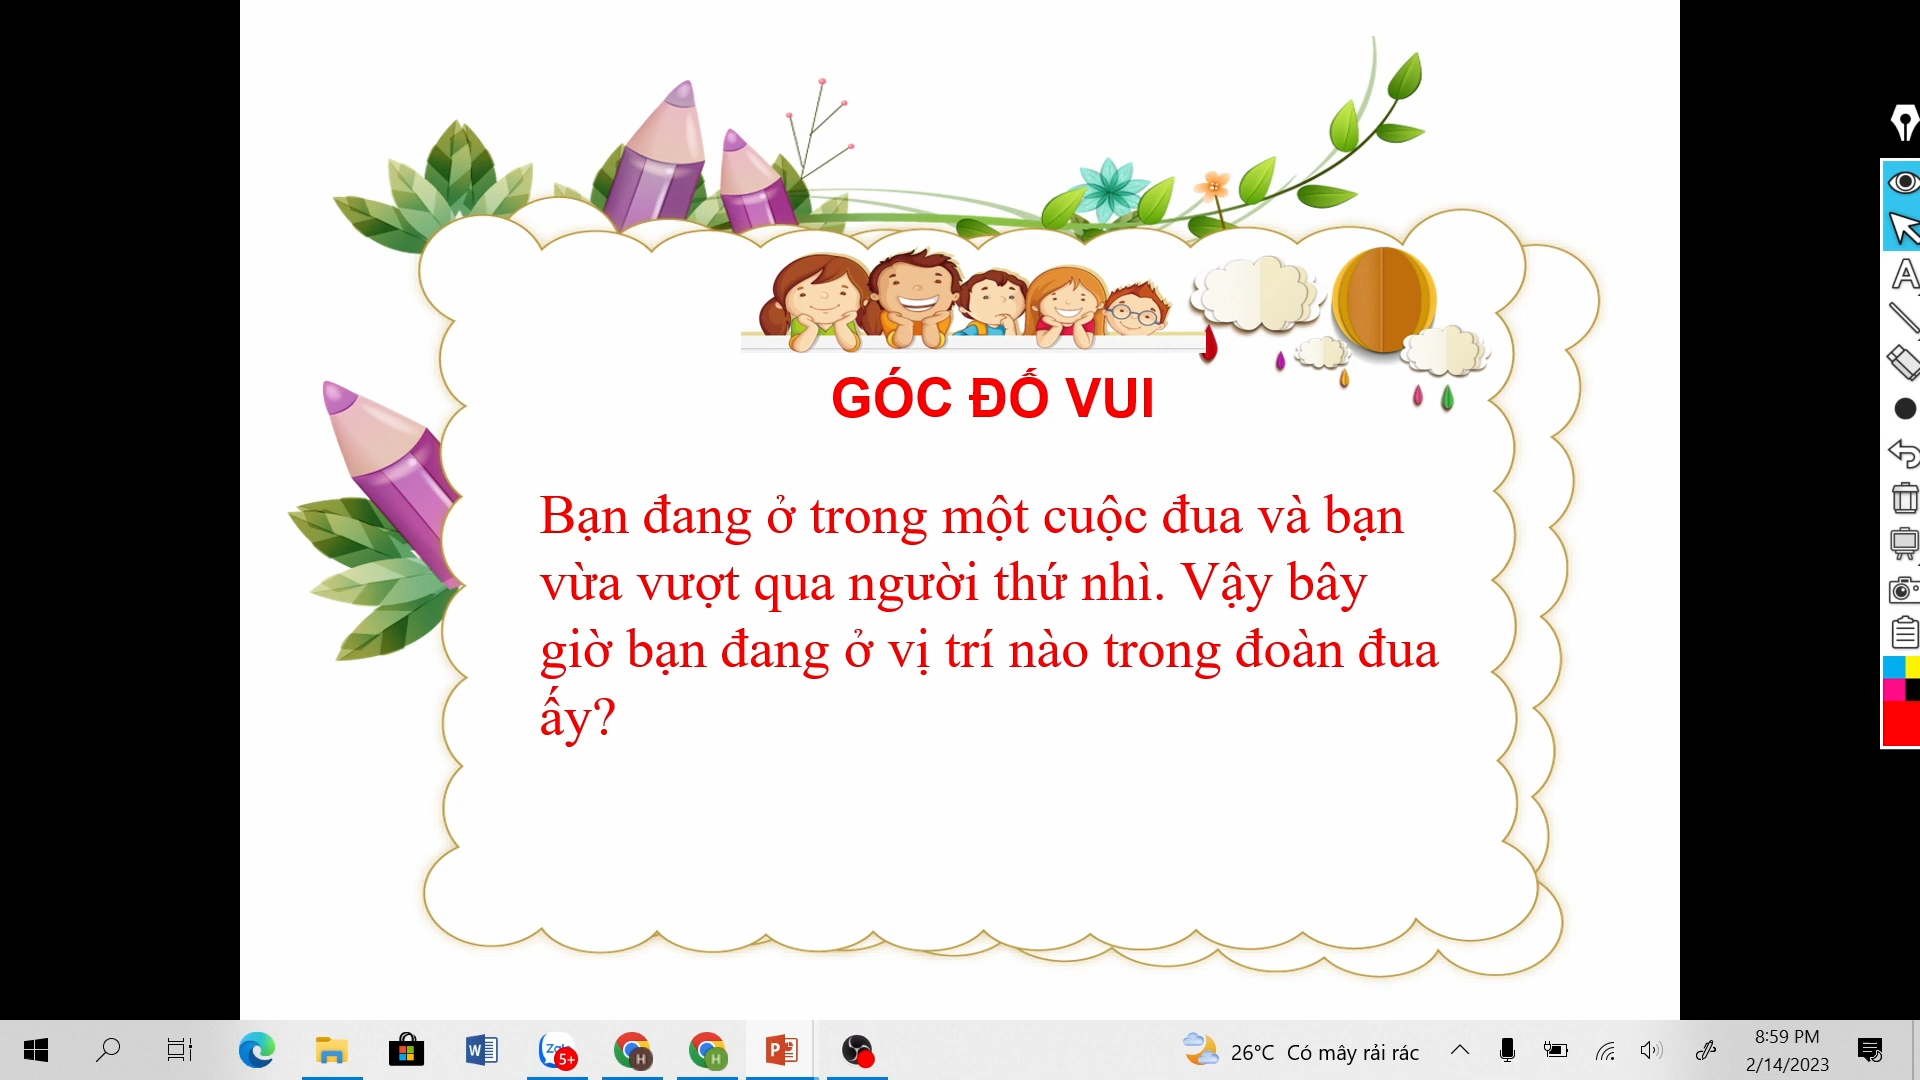 GÓC ĐỐ VUI
Bạn đang ở trong một cuộc đua và bạn
vừa vượt qua người thứ nhì. Vậy bây
giờ bạn đang ở vị trí nào trong đoàn đua
ấy?
A
W
Zalo
5+
H
H
P
26°C Có mây rải rác
8:59 PM
2/14/2023